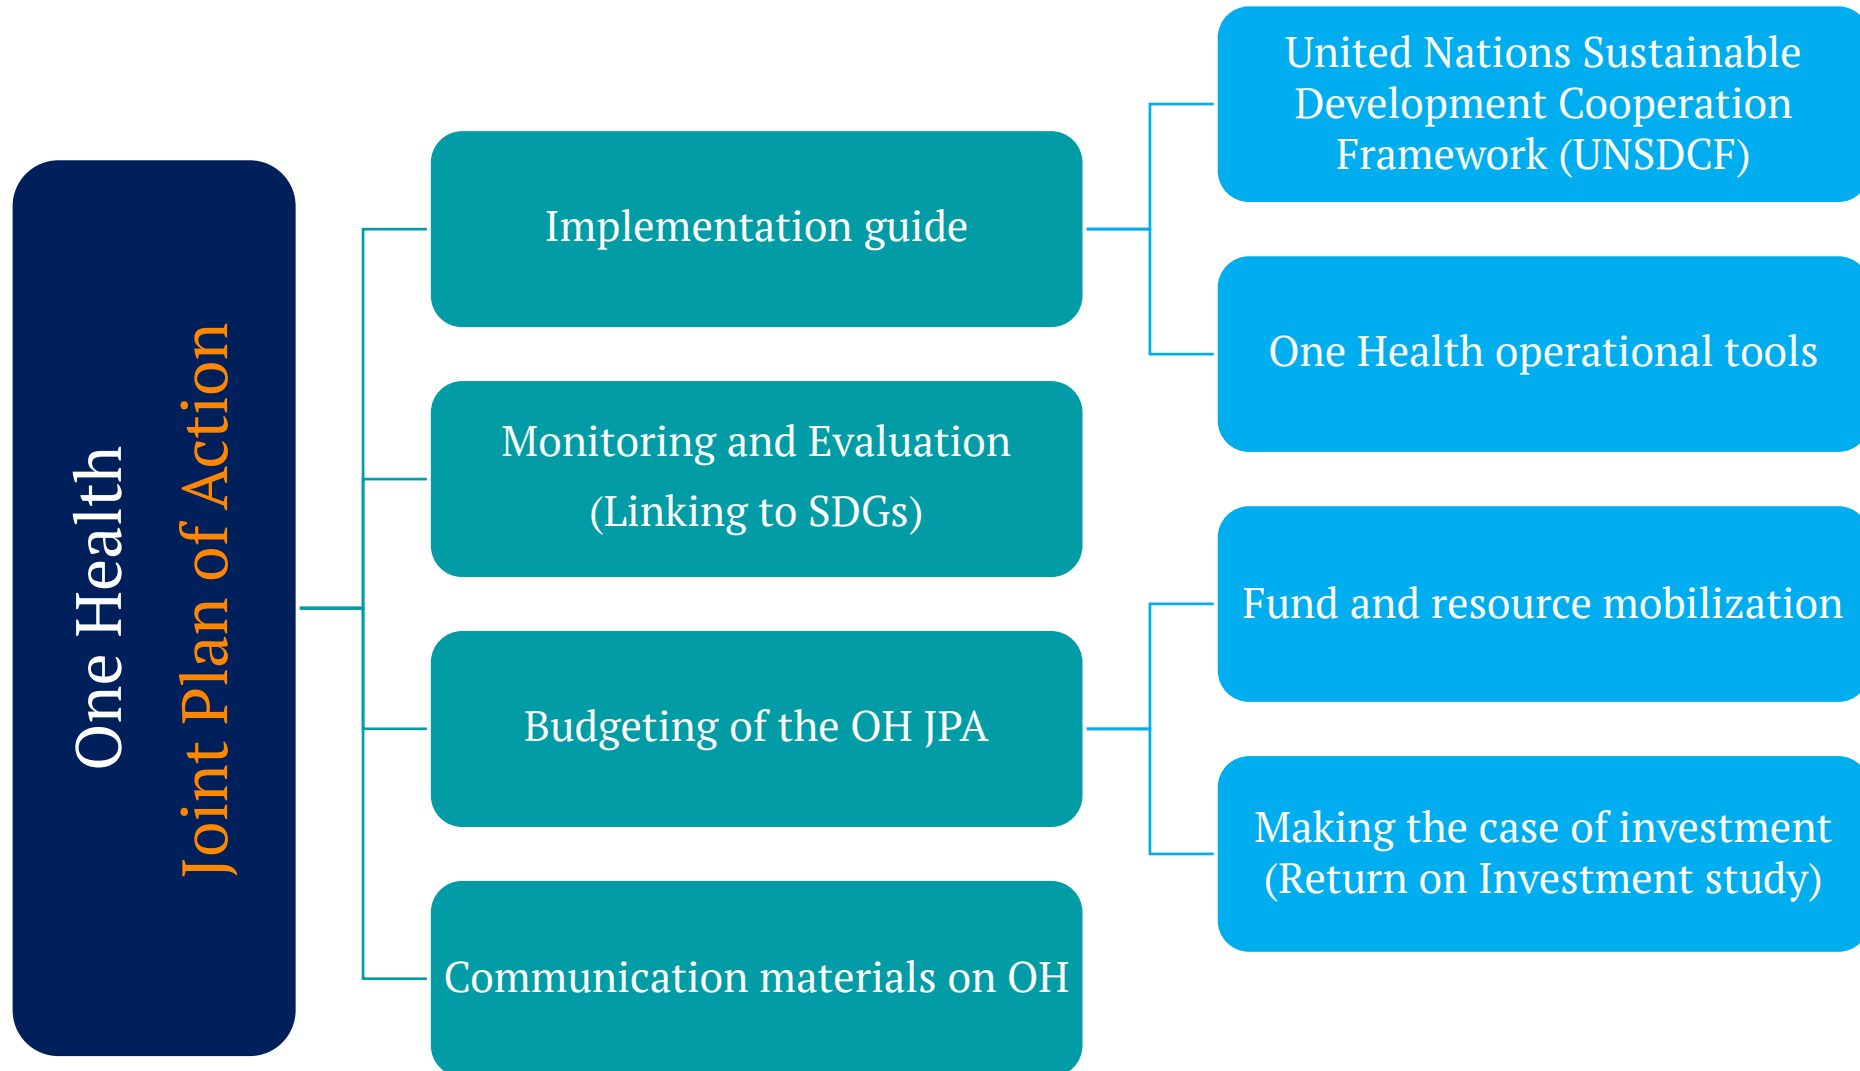 One Health
Joint Plan of Action
Implementation guide
United Nations Sustainable
Development Cooperation
Framework (UNSDCF)
One Health operational tools
Monitoring and Evaluation
(Linking to SDGs)
Budgeting of the OH JPA
Fund and resource mobilization
Making the case of investment
(Return on Investment study)
Communication materials on OH